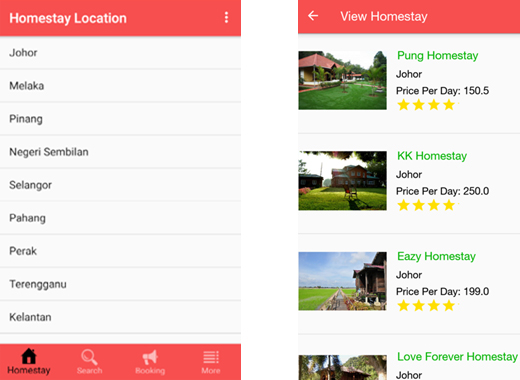 Homestay Location
Johor
Melaka
Pinang
Negeri Sembilan
Selangor
Pahang
Perak
Terengganu
Kelantan
Homestay
Search
Booking
More
View Homestay
Pung Homestay
Johor
Price Per Day: 150.5
KK Homestay
Johor
Price Per Day: 250.0
Eazy Homestay
Johor
Price Per Day: 199.0
Love Forever Homestay
Johor